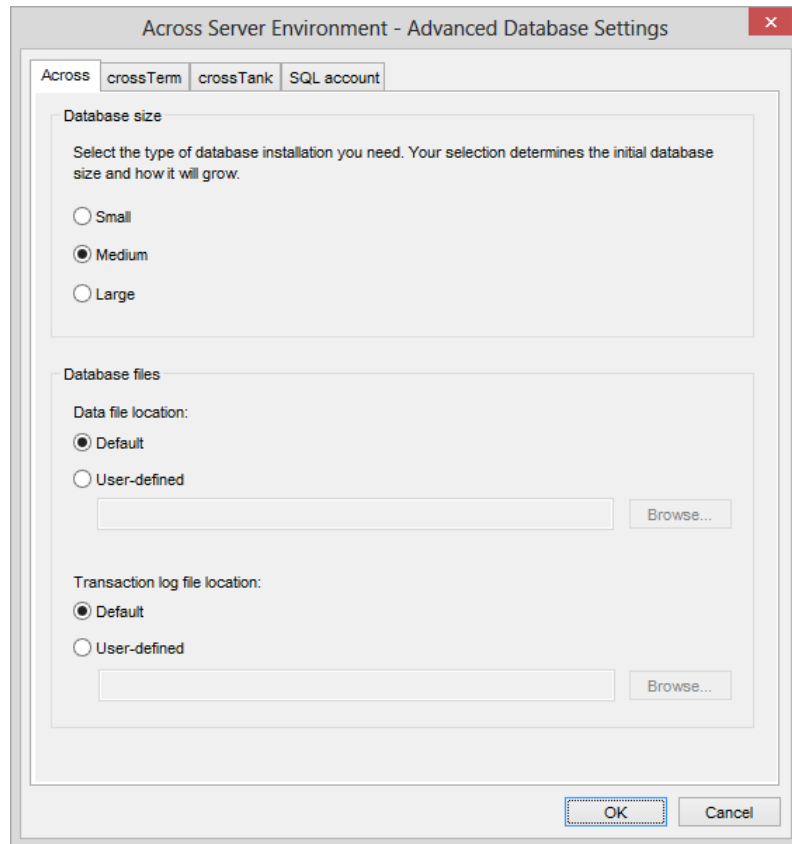 Across Server Environment - Advanced Database Settings
Across crossTerm crossTank SQL account
Database size
Select the type of database installation you need. Your selection determines the initial database
size and how it will grow.
Small
Medium
Large
Database files
Data file location:
Default
User-defined
Browse...
Transaction log file location:
Default
User-defined
Browse...
OK Cancel